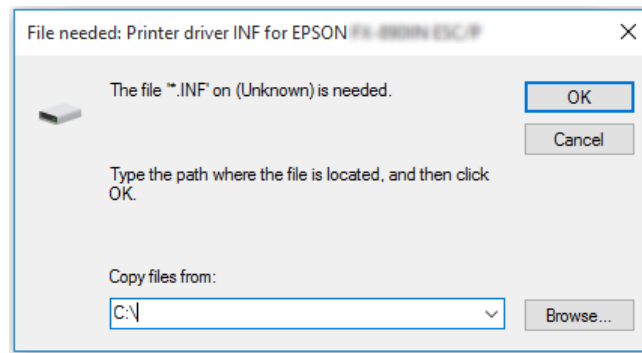 File needed: Printer driver INF for EPSON
The file '*.INF' on (Unknown) is needed.
OK
Cancel
Type the path where the file is located, and then click
OK.
Copy files from:
C:\
Browse...